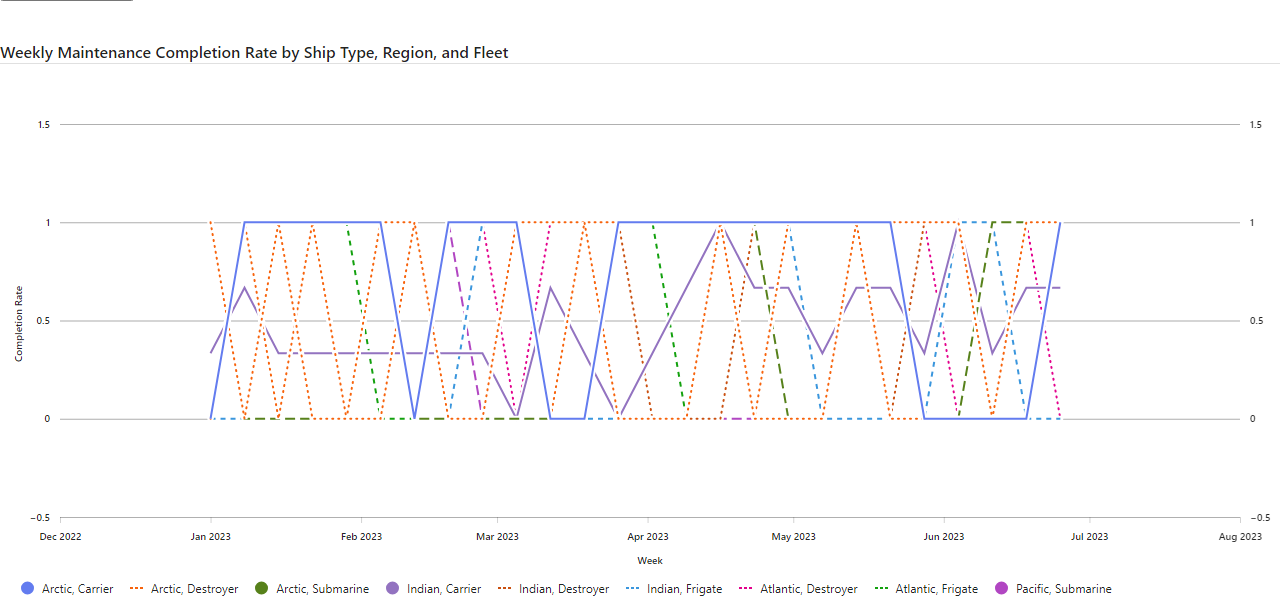 Weekly Maintenance Completion Rate by Ship Type, Region, and Fleet
1.5 1.5
1 1
Completion Rate
0.5 0.5
0 0
−0.5 −0.5
Dec 2022 Jan 2023 Feb 2023 Mar 2023 Apr 2023 May 2023 Jun 2023 Jul 2023 Aug 2023
Week
Arctic, Carrier Arctic, Destroyer Arctic, Submarine Indian, Carrier Indian, Destroyer Indian, Frigate Atlantic, Destroyer Atlantic, Frigate Pacific, Submarine